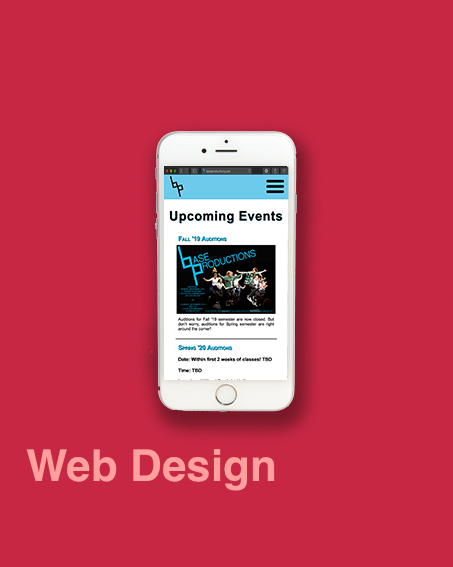 bp
Upcoming Events
Fall '19 Auditions
BASE
PRODUCTIONS
Auditions for Fall '19 semester are now closed. But
don't worry, auditions for Spring semester are right
around the corner!
Spring '20 Auditions
Date: Within first 2 weeks of classes! TBD
Time: TBD
Web Design